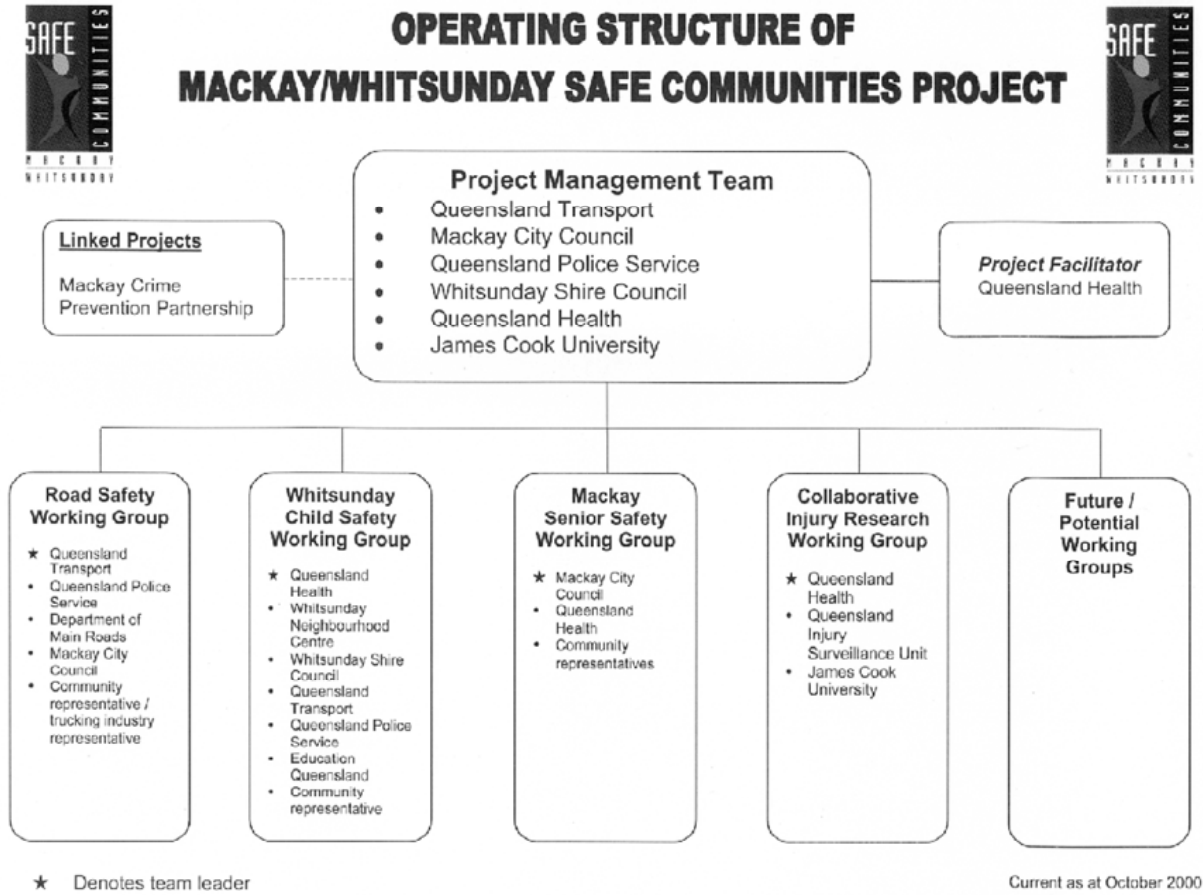 SAFE
COMMUNITIES
MACKAY
WHITSUNDAY
OPERATING STRUCTURE OF
MACKAY/WHITSUNDAY SAFE COMMUNITIES PROJECT
SAFE
COMMUNITIES
MACKAY
WHITSUNDAY
Project Management Team
• Queensland Transport
• Mackay City Council
• Queensland Police Service
• Whitsunday Shire Council
• Queensland Health
• James Cook University
Linked Projects
Mackay Crime
Prevention Partnership
Project Facilitator
Queensland Health
Road Safety
Working Group
★ Queensland
Transport
• Queensland Police
Service
• Department of
Main Roads
• Mackay City
Council
• Community
representative /
trucking industry
representative
Whitsunday
Child Safety
Working Group
★ Queensland
Health
• Whitsunday
Neighbourhood
Centre
• Whitsunday Shire
Council
• Queensland
Transport
• Queensland Police
Service
• Education
Queensland
• Community
representative
Mackay
Senior Safety
Working Group
★ Mackay City
Council
• Queensland
Health
• Community
representatives
Collaborative
Injury Research
Working Group
★ Queensland
Health
• Queensland
Injury
Surveillance Unit
• James Cook
University
Future /
Potential
Working
Groups
★ Denotes team leader
Current as at October 2000